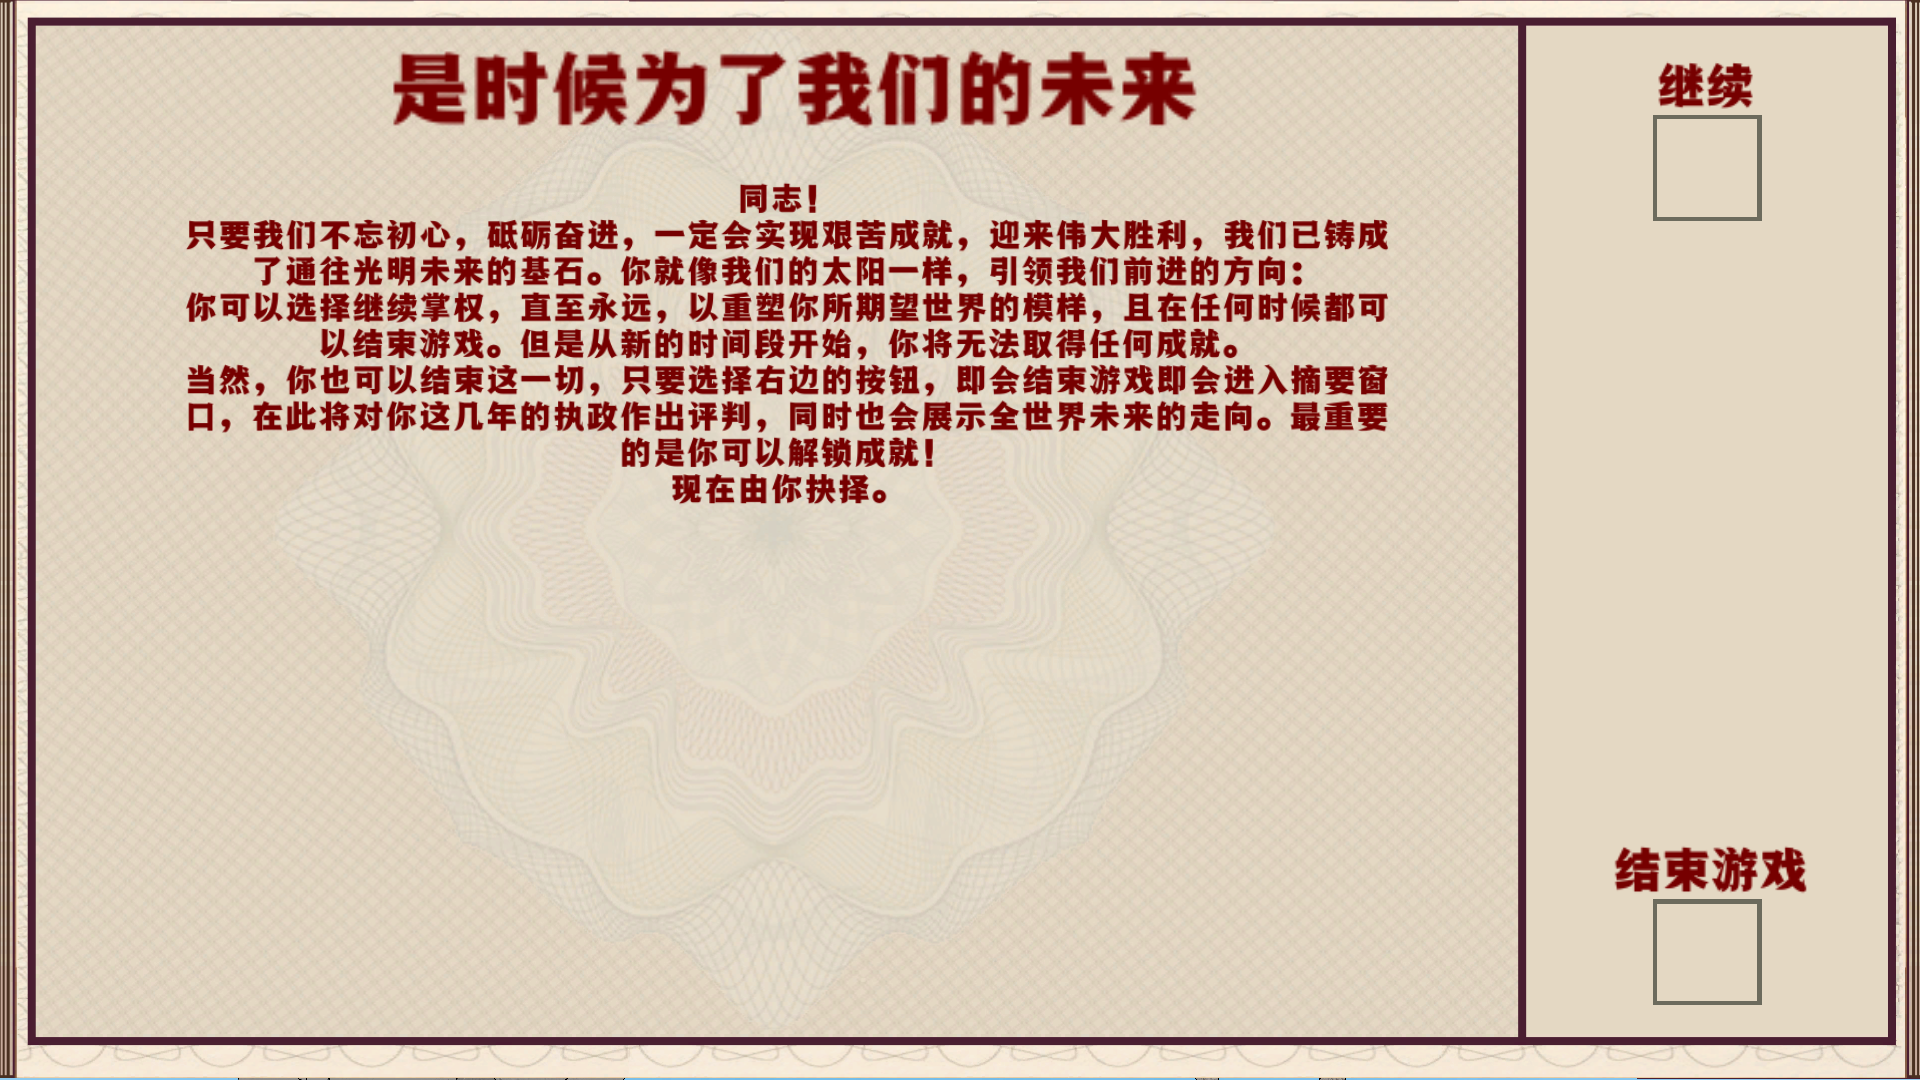 是时候为了我们的未来
继续
同志！
只要我们不忘初心，砥砺奋进，一定会实现艰苦成就，迎来伟大胜利，我们已铸成
了通往光明未来的基石。你就像我们的太阳一样，引领我们前进的方向：
你可以选择继续掌权，直至永远，以重塑你所期望世界的模样，且在任何时候都可
以结束游戏。但是从新的时间段开始，你将无法取得任何成就。
当然，你也可以结束这一切，只要选择右边的按钮，即会结束游戏即会进入摘要窗
口，在此将对你这几年的执政作出评判，同时也会展示全世界未来的走向。最重要
的是你可以解锁成就！
现在由你抉择。
结束游戏